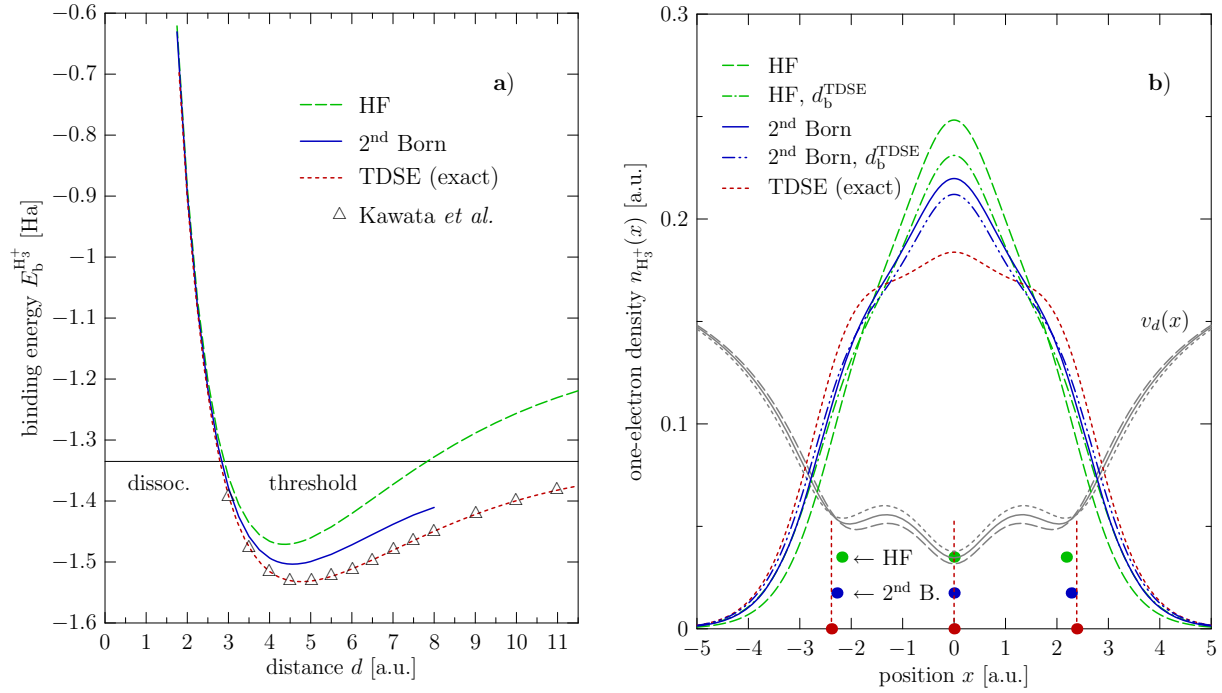 −0.6
−0.7
−0.8
−0.9
−1
−1.1
−1.2
−1.3
−1.4
−1.5
−1.6
binding energy E_b^{H_3^+} [Ha]
a)
HF
2nd Born
TDSE (exact)
Kawata et al.
dissoc. threshold
0 1 2 3 4 5 6 7 8 9 10 11
distance d [a.u.]
0.3
0.2
0.1
0
one-electron density n_{H_3^+}(x) [a.u.]
b)
HF
HF, d_b^{TDSE}
2nd Born
2nd Born, d_b^{TDSE}
TDSE (exact)
v_d(x)
← HF
← 2nd B.
−5 −4 −3 −2 −1 0 1 2 3 4 5
position x [a.u.]